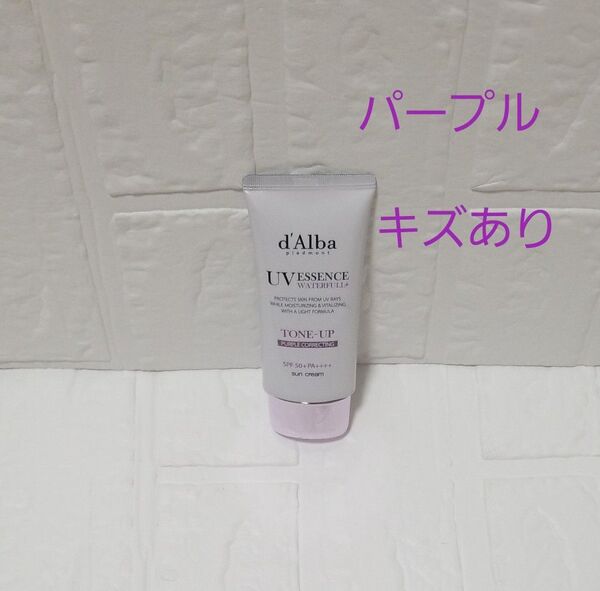 パープル
キズあり
d'Alba
piedmont
UV ESSENCE
WATERFULL+
PROTECTS SKIN FROM UV RAYS
WHILE MOISTURIZING & VITALIZING
WITH A LIGHT FORMULA
TONE-UP
PURPLE CORRECTING
SPF 50+PA++++
sun cream